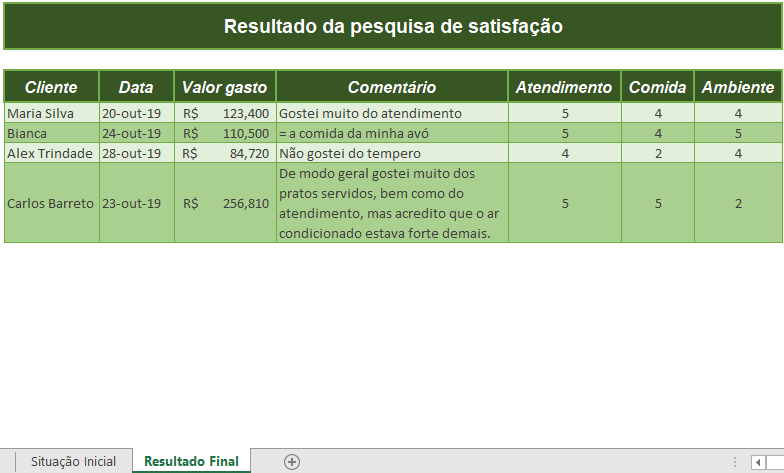 Resultado da pesquisa de satisfação
Cliente Data Valor gasto Comentário Atendimento Comida Ambiente
Maria Silva 20-out-19 R$ 123,400 Gostei muito do atendimento 5 4 4
Bianca 24-out-19 R$ 110,500 = a comida da minha avó 5 4 5
Alex Trindade 28-out-19 R$ 84,720 Não gostei do tempero 4 2 4
Carlos Barreto 23-out-19 R$ 256,810 De modo geral gostei muito dos
pratos servidos, bem como do
atendimento, mas acredito que o ar
condicionado estava forte demais. 5 5 2
Situação Inicial Resultado Final